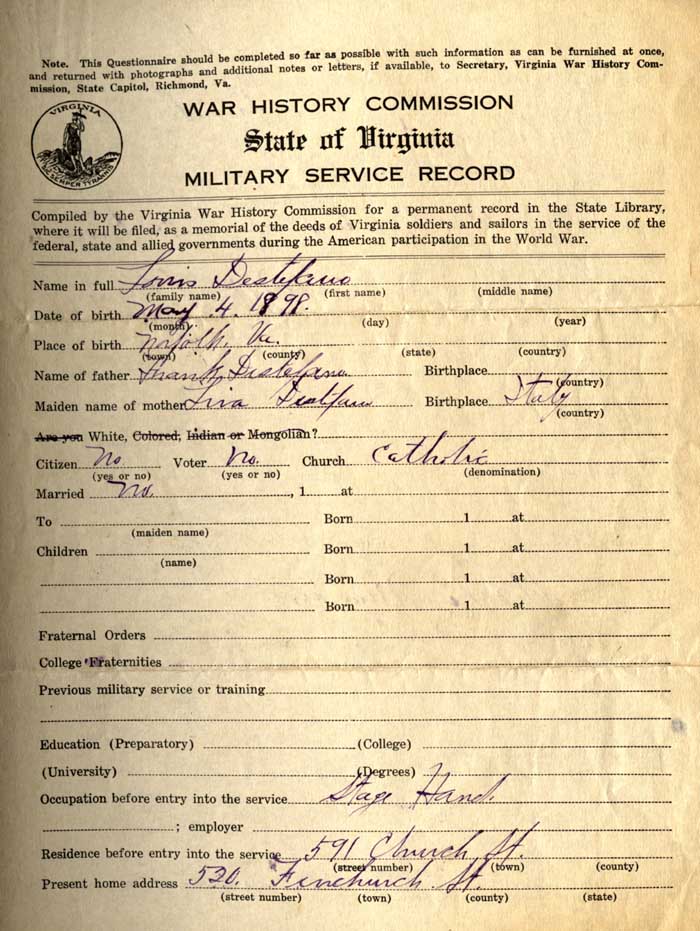 Note. This Questionnaire should be completed so far as possible with such information as can be furnished at once,
and returned with photographs and additional notes or letters, if available, to Secretary, Virginia War History Com-
mission, State Capitol, Richmond, Va.
VIRGINIA
SIC SEMPER TYRANNIS
WAR HISTORY COMMISSION
State of Virginia
MILITARY SERVICE RECORD
Compiled by the Virginia War History Commission for a permanent record in the State Library,
where it will be filed, as a memorial of the deeds of Virginia soldiers and sailors in the service of the
federal, state and allied governments during the American participation in the World War.
Name in full Louis Destefano
(family name) (first name) (middle name)
Date of birth May 4. 1898.
(month) (day) (year)
Place of birth Norfolk, Va.
(town) (county) (state) (country)
Name of father Frank Destefano Birthplace
(country)
Maiden name of mother Destefano Birthplace Italy
(country)
Are you White, Colored, Indian or Mongolian?
Citizen No Voter No. Church Catholic
(yes or no) (yes or no) (denomination)
Married No. , 1 at
To Born 1 at
(maiden name)
Children Born 1 at
(name)
Born 1 at
Born 1 at
Fraternal Orders
College Fraternities
Previous military service or training
Education (Preparatory) (College)
(University) (Degrees)
Occupation before entry into the service Stage Hand.
; employer
Residence before entry into the service 591 Church St.
(street number) (town) (county)
Present home address 520. Fenchurch St.
(street number) (town) (county) (state)